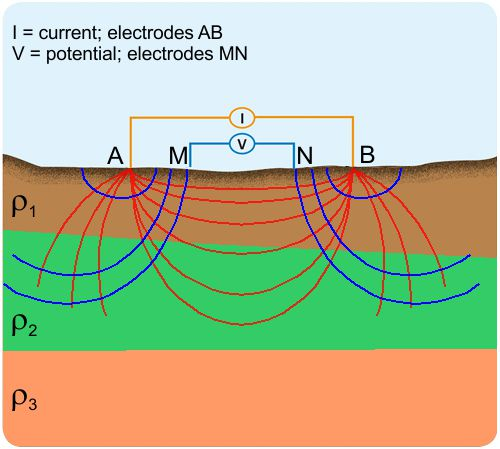 I = current; electrodes AB
V = potential; electrodes MN
I
V
A M N B
ρ1
ρ2
ρ3